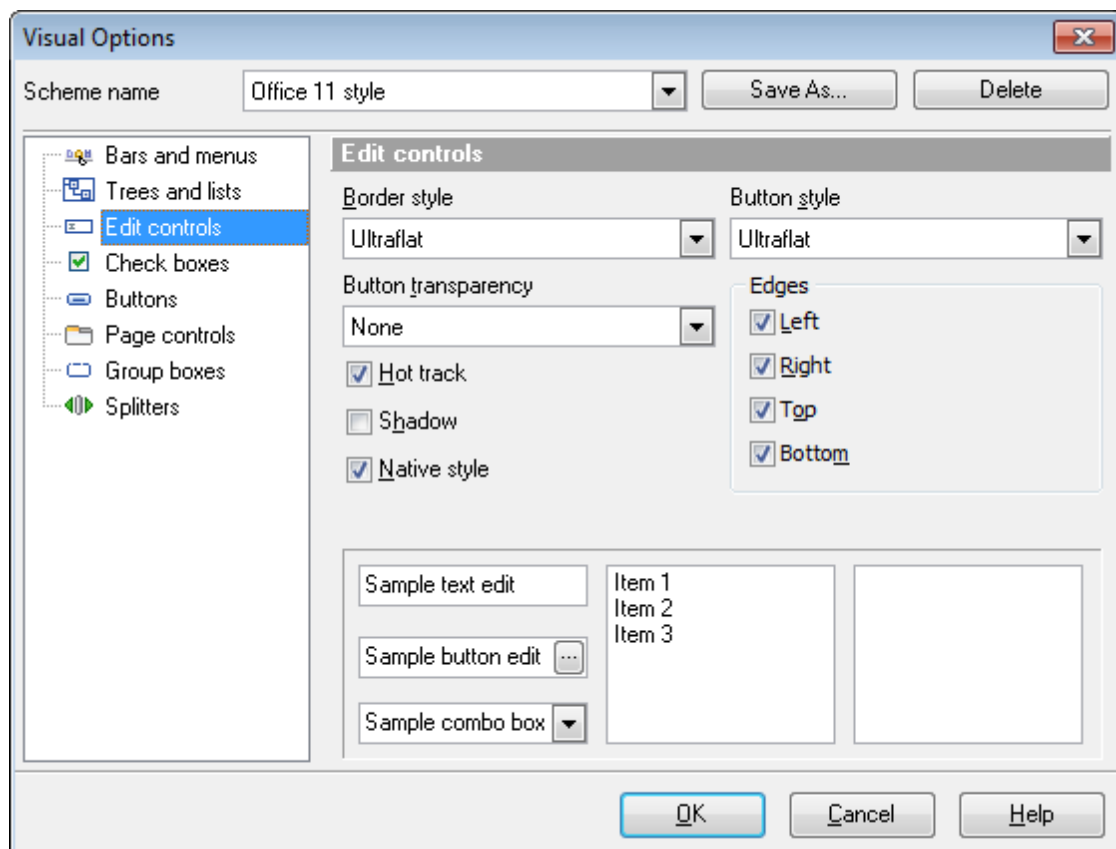 Visual Options
Scheme name
Office 11 style
Save As...
Delete
Bars and menus
Trees and lists
Edit controls
Check boxes
Buttons
Page controls
Group boxes
Splitters
Edit controls
Border style
Button style
Ultraflat
Ultraflat
Button transparency
None
Hot track
Shadow
Native style
Edges
Left
Right
Top
Bottom
Sample text edit
Sample button edit ...
Sample combo box
Item 1
Item 2
Item 3
OK
Cancel
Help